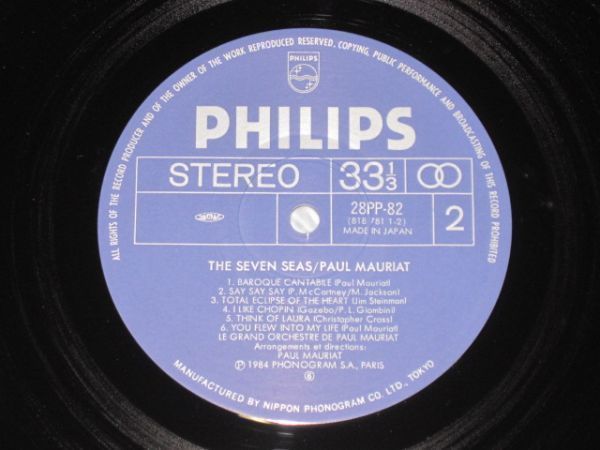 ALL RIGHTS OF THE RECORD PRODUCER AND OF THE OWNER OF THE WORK REPRODUCED RESERVED. COPYING, PUBLIC PERFORMANCE AND BROADCASTING OF THIS RECORD PROHIBITED
PHILIPS
PHILIPS
STEREO 33 1/3
28PP-82
(818 781 1-2)
MADE IN JAPAN
2
THE SEVEN SEAS/PAUL MAURIAT
1. BAROQUE CANTABILE (Paul Mauriat)
2. SAY SAY SAY (P. McCartney/M. Jackson)
3. TOTAL ECLIPSE OF THE HEART (Jim Steinman)
4. I LIKE CHOPIN (Gazebo/P. L. Giombini)
5. THINK OF LAURA (Christopher Cross)
6. YOU FLEW INTO MY LIFE (Paul Mauriat)
LE GRAND ORCHESTRE DE PAUL MAURIAT
Arrangements et directions:
PAUL MAURIAT
Ⓟ 1984 PHONOGRAM S.A., PARIS
MANUFACTURED BY NIPPON PHONOGRAM CO. LTD., TOKYO